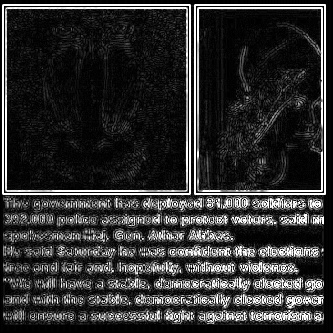 The government has deployed 81,000 soldiers to
392,000 police assigned to protect voters, said m
spokesman Maj. Gen. Athar Abbas.
He said Saturday he was confident the elections
free and fair and, hopefully, without violence.
"We will have a stable, democratically elected go
and with the stable, democratically elected gover
will ensure a successful fight against terrorism a